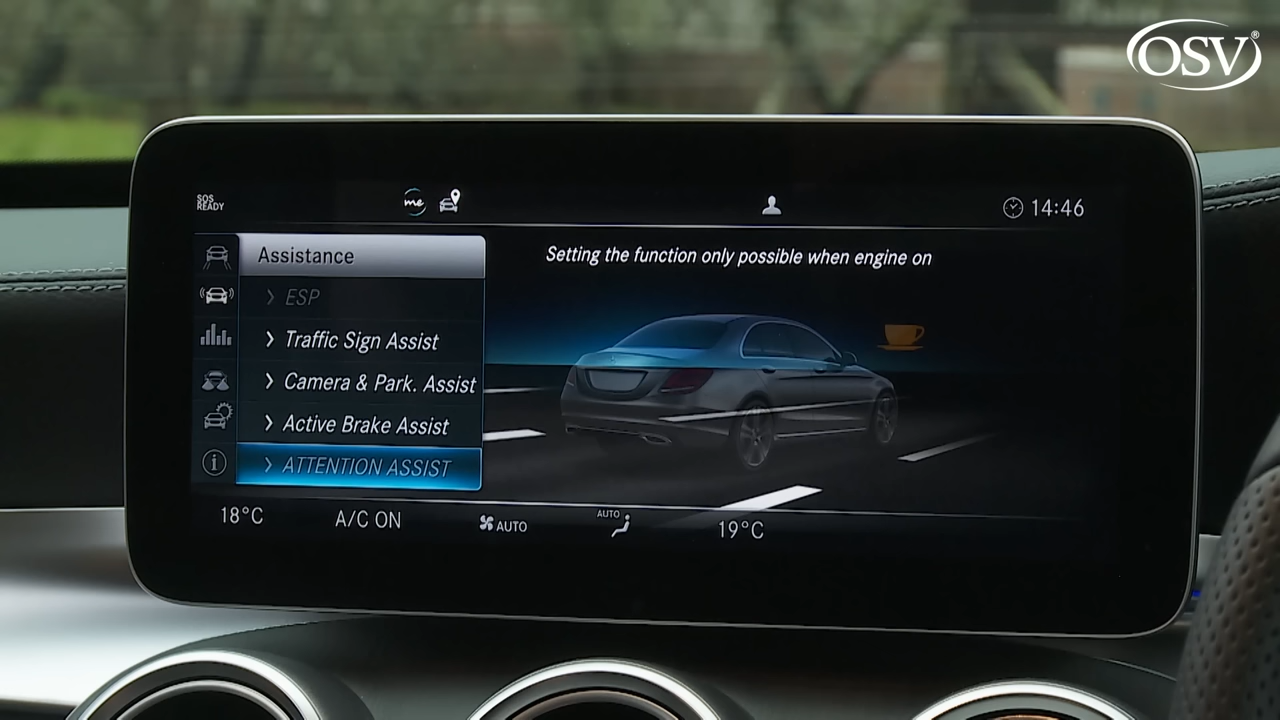 OSV®
SOS
READY
me
14:46
Assistance
Setting the function only possible when engine on
ESP
Traffic Sign Assist
Camera & Park. Assist
Active Brake Assist
ATTENTION ASSIST
18°C
A/C ON
AUTO
AUTO
19°C